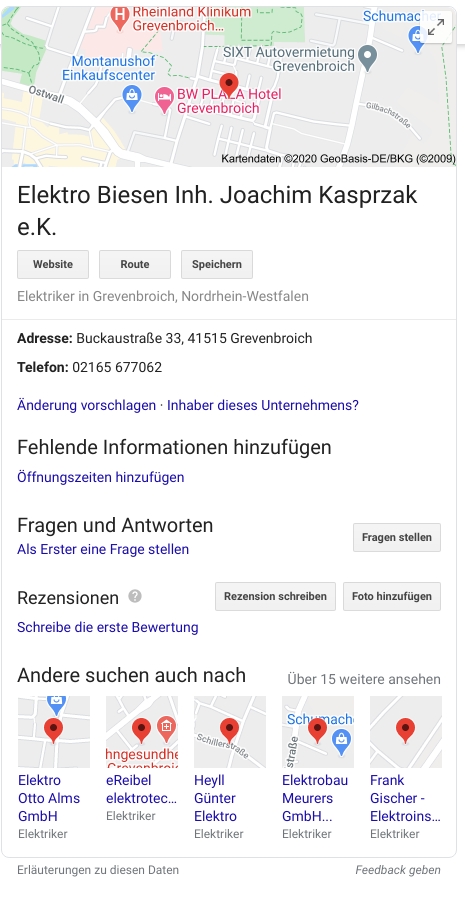 Rheinland Klinikum
Grevenbroich...
Schumacher
SIXT Autovermietung
Grevenbroich
Montanushof
Einkaufscenter
BW PLAZA Hotel
Grevenbroich
Ostwall
Gilbachstraße
Kartendaten ©2020 GeoBasis-DE/BKG (©2009)
Elektro Biesen Inh. Joachim Kasprzak
e.K.
Website Route Speichern
Elektriker in Grevenbroich, Nordrhein-Westfalen
Adresse: Buckaustraße 33, 41515 Grevenbroich
Telefon: 02165 677062
Änderung vorschlagen · Inhaber dieses Unternehmens?
Fehlende Informationen hinzufügen
Öffnungszeiten hinzufügen
Fragen und Antworten
Fragen stellen
Als Erster eine Frage stellen
Rezensionen ? Rezension schreiben Foto hinzufügen
Schreibe die erste Bewertung
Andere suchen auch nach Über 15 weitere ansehen
hngesundhe
Grevenbroich
Schillerstraße
Schumache
straße
Elektro
Otto Alms
GmbH
Elektriker
eReibel
elektrotec...
Elektriker
Heyll
Günter
Elektro
Elektriker
Elektrobau
Meurers
GmbH...
Elektriker
Frank
Gischer -
Elektroins...
Elektriker
Erläuterungen zu diesen Daten Feedback geben